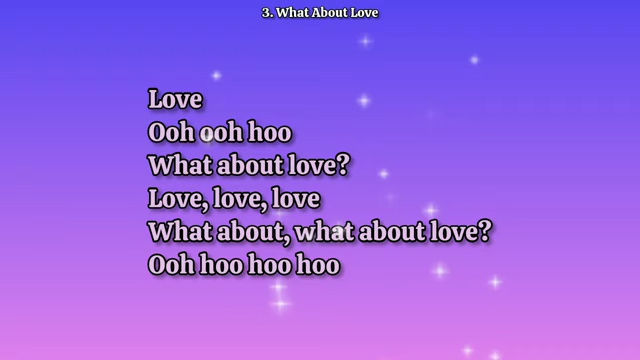 3. What About Love
Love
Ooh ooh hoo
What about love?
Love, love, love
What about, what about love?
Ooh hoo hoo hoo